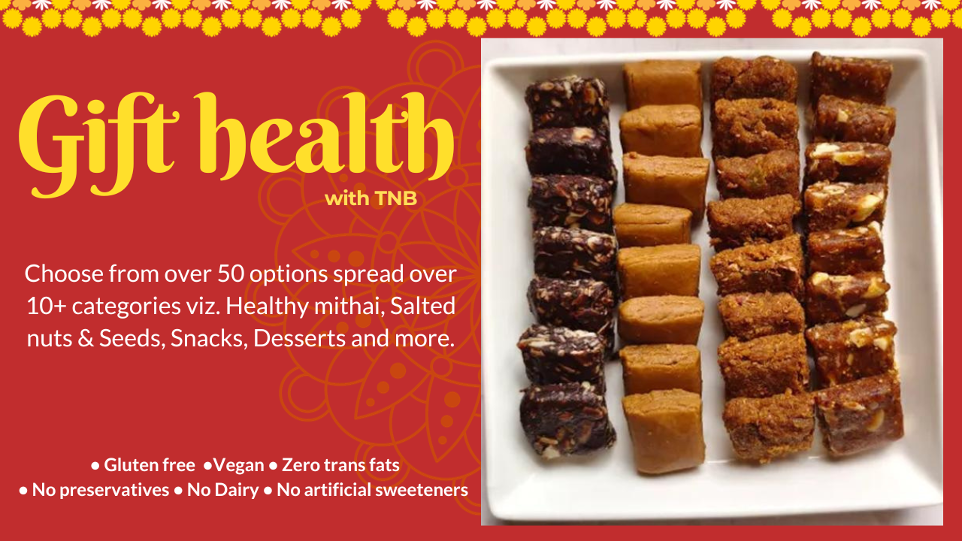 Gift health
with TNB
Choose from over 50 options spread over
10+ categories viz. Healthy mithai, Salted
nuts & Seeds, Snacks, Desserts and more.
● Gluten free ●Vegan ● Zero trans fats
● No preservatives ● No Dairy ● No artificial sweeteners